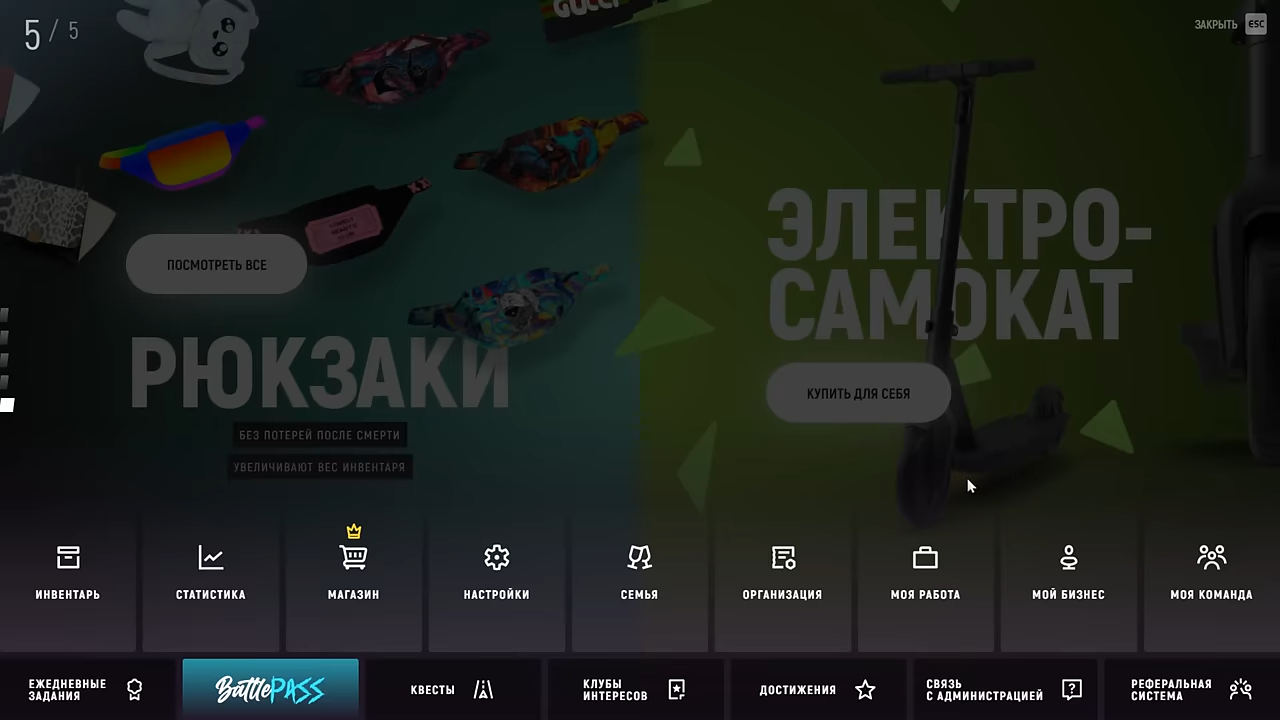 5 / 5
ЗАКРЫТЬ ESC
GUCCI
ПОСМОТРЕТЬ ВСЕ
РЮКЗАКИ
БЕЗ ПОТЕРЕЙ ПОСЛЕ СМЕРТИ
УВЕЛИЧИВАЮТ ВЕС ИНВЕНТАРЯ
ЭЛЕКТРО-
САМОКАТ
КУПИТЬ ДЛЯ СЕБЯ
ИНВЕНТАРЬ
СТАТИСТИКА
МАГАЗИН
НАСТРОЙКИ
СЕМЬЯ
ОРГАНИЗАЦИЯ
МОЯ РАБОТА
МОЙ БИЗНЕС
МОЯ КОМАНДА
ЕЖЕДНЕВНЫЕ
ЗАДАНИЯ
BattlePASS
КВЕСТЫ
КЛУБЫ
ИНТЕРЕСОВ
ДОСТИЖЕНИЯ
СВЯЗЬ
С АДМИНИСТРАЦИЕЙ
РЕФЕРАЛЬНАЯ
СИСТЕМА